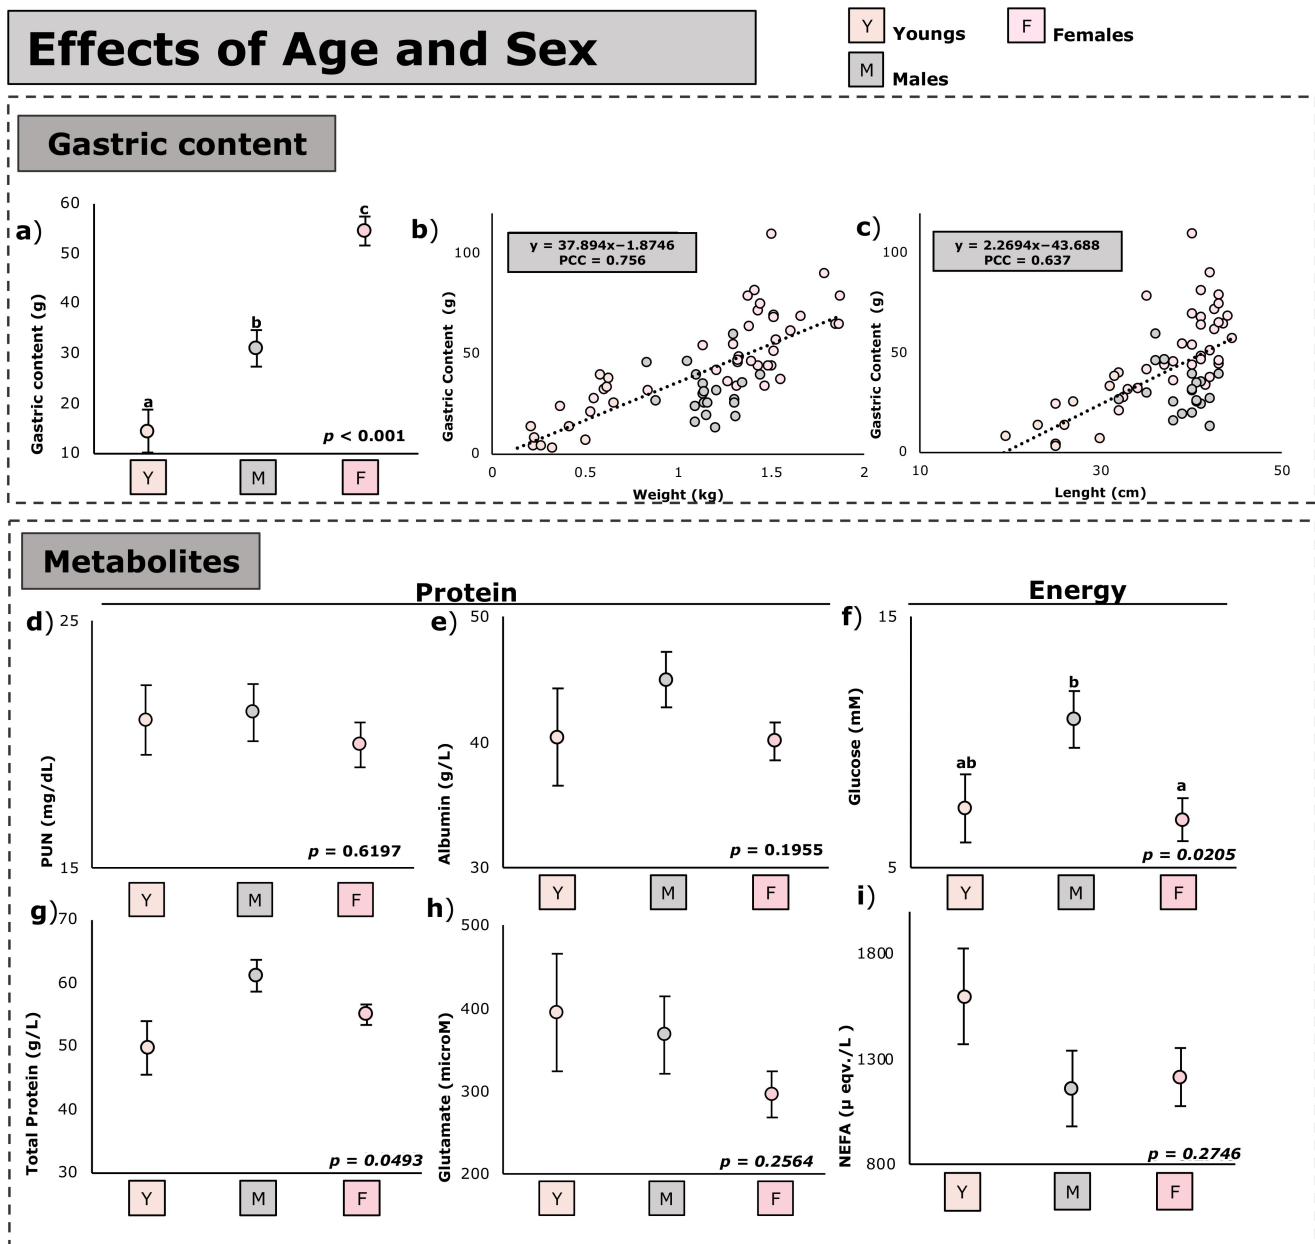 Effects of Age and Sex
Y Youngs F Females
M Males
Gastric content
a)
Gastric content (g)
60
50
40
30
20
10
a
b
c
p < 0.001
Y M F
b)
Gastric Content (g)
100
50
0
y = 37.894x−1.8746
PCC = 0.756
0 0.5 1 1.5 2
Weight (kg)
c)
Gastric Content (g)
100
50
0
y = 2.2694x−43.688
PCC = 0.637
10 30 50
Lenght (cm)
Metabolites
Protein
Energy
d)
PUN (mg/dL)
25
15
p = 0.6197
Y M F
e)
Albumin (g/L)
50
40
30
p = 0.1955
Y M F
f)
Glucose (mM)
15
5
ab
b
a
p = 0.0205
Y M F
g)
Total Protein (g/L)
70
60
50
40
30
p = 0.0493
Y M F
h)
Glutamate (microM)
500
400
300
200
p = 0.2564
Y M F
i)
NEFA (µ eqv./L )
1800
1300
800
p = 0.2746
Y M F